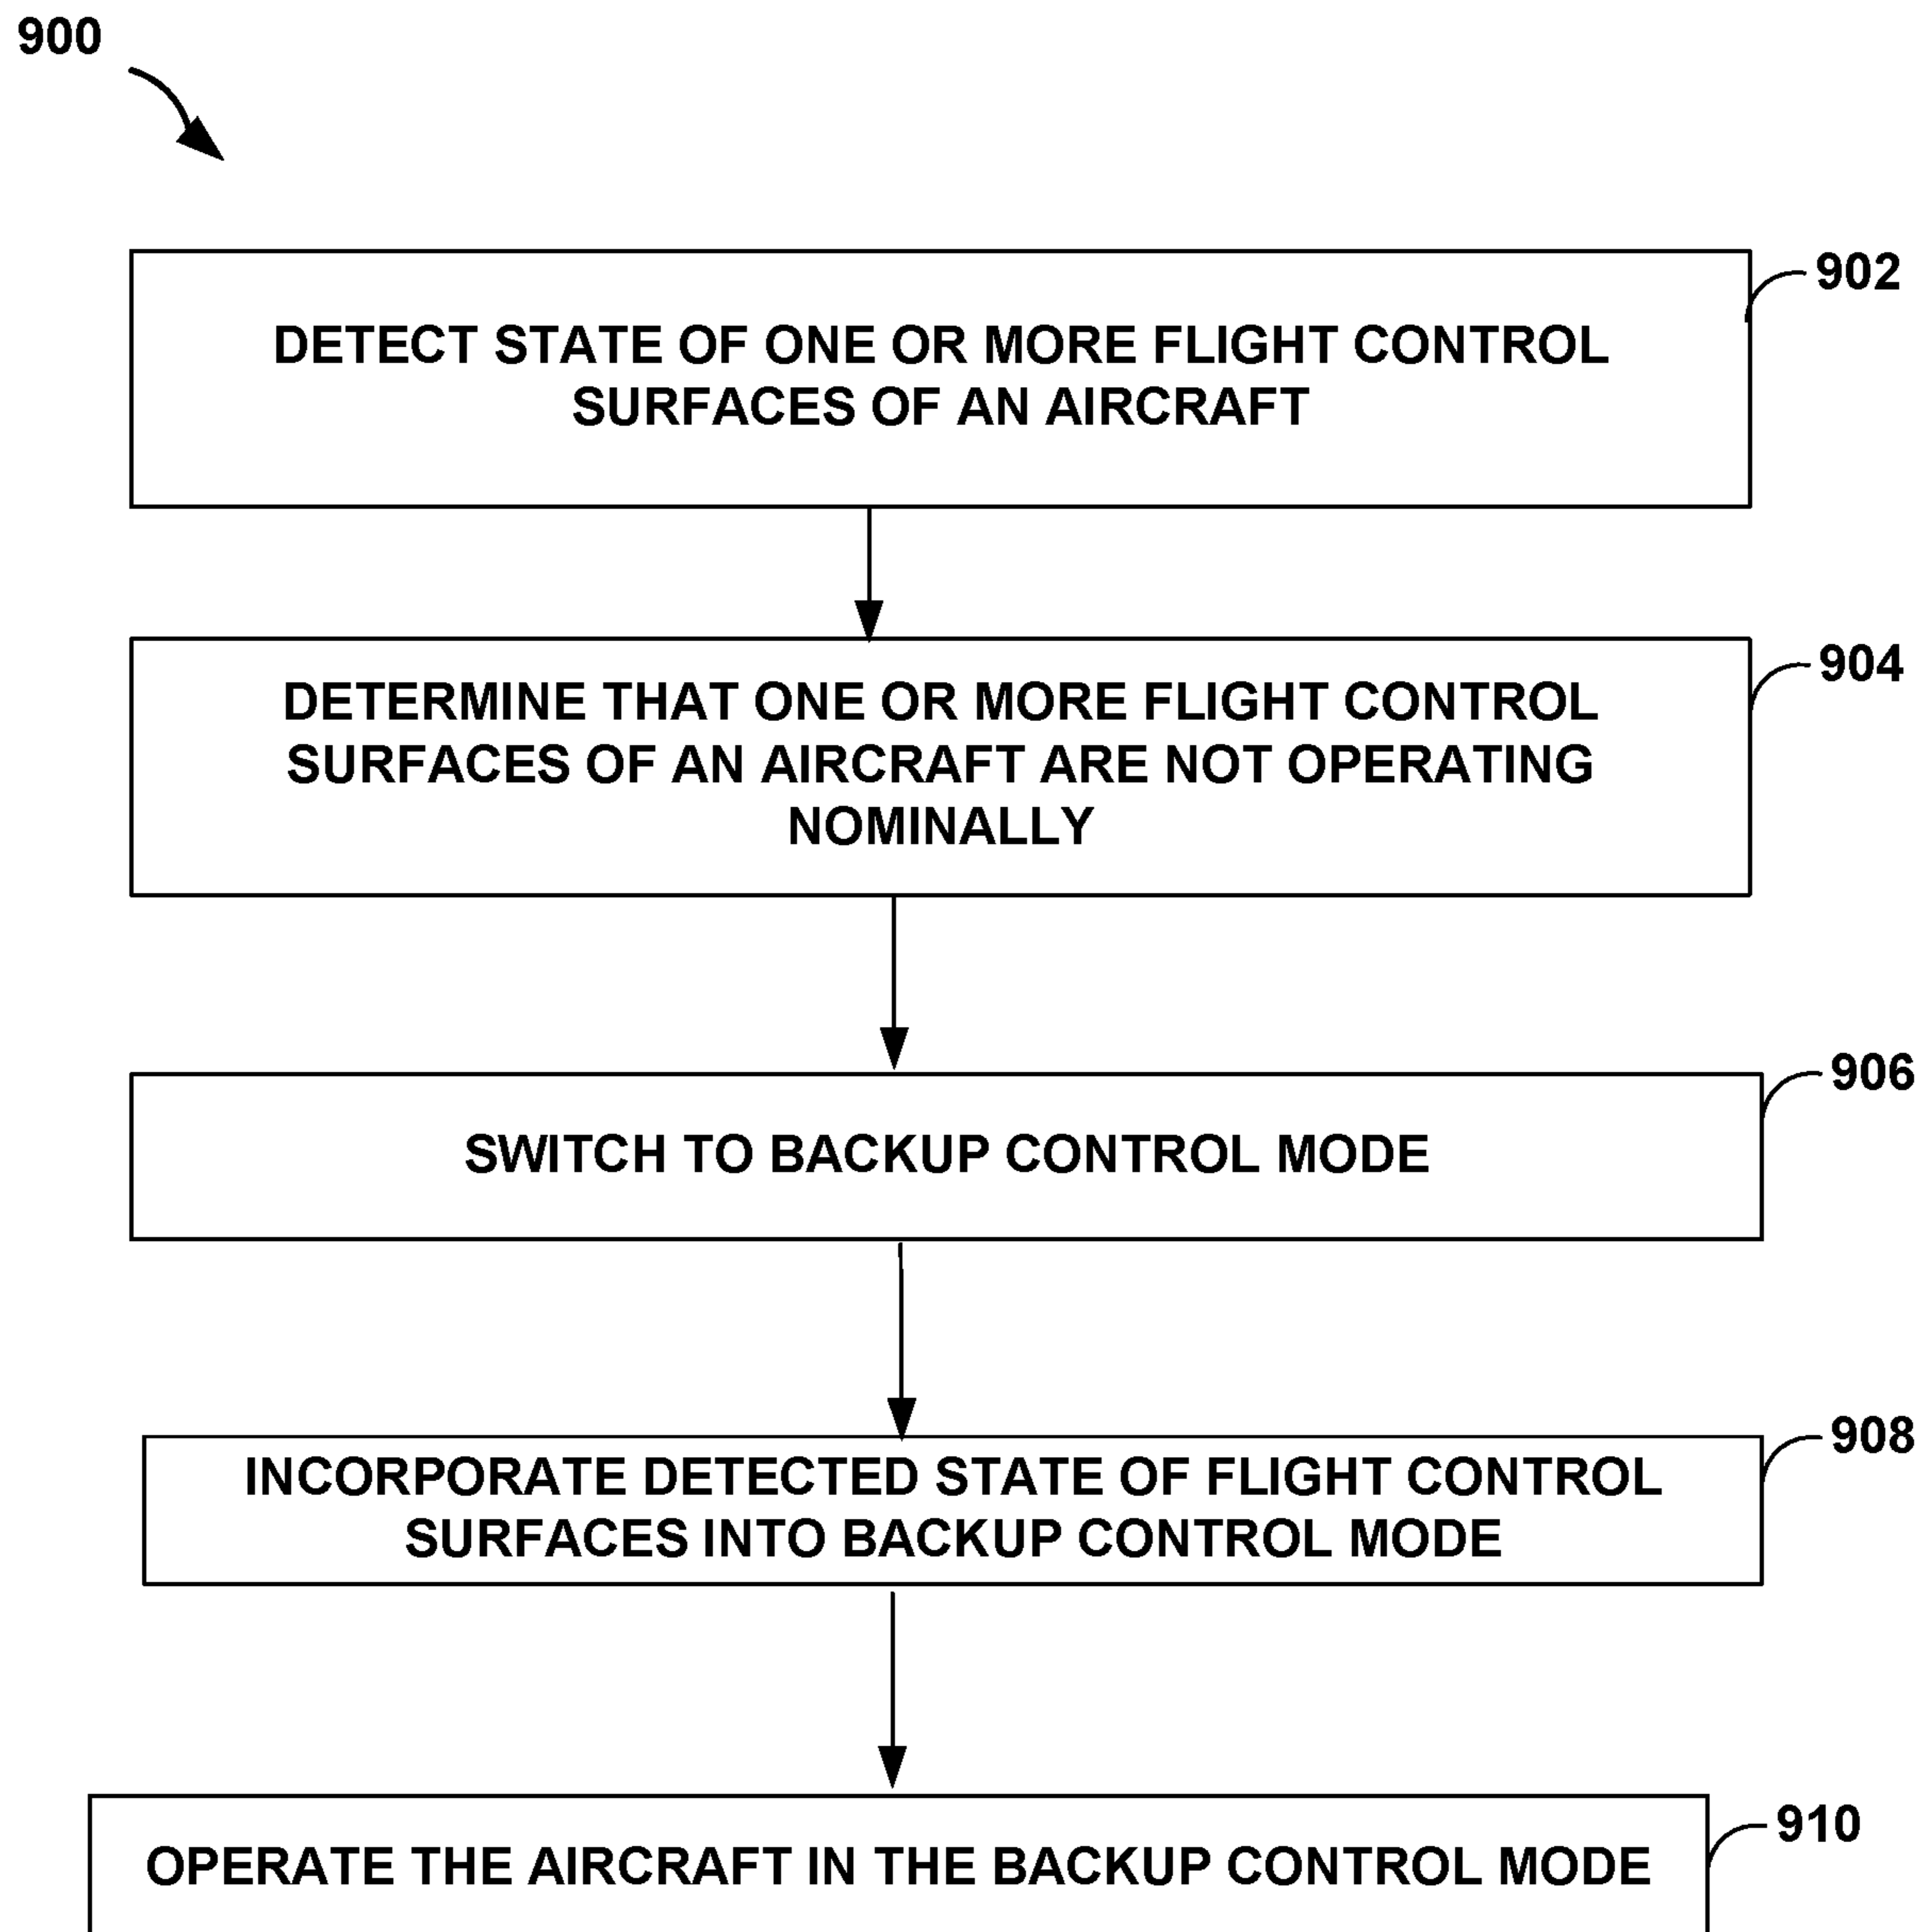 900
902
DETECT STATE OF ONE OR MORE FLIGHT CONTROL
SURFACES OF AN AIRCRAFT
904
DETERMINE THAT ONE OR MORE FLIGHT CONTROL
SURFACES OF AN AIRCRAFT ARE NOT OPERATING
NOMINALLY
906
SWITCH TO BACKUP CONTROL MODE
908
INCORPORATE DETECTED STATE OF FLIGHT CONTROL
SURFACES INTO BACKUP CONTROL MODE
910
OPERATE THE AIRCRAFT IN THE BACKUP CONTROL MODE